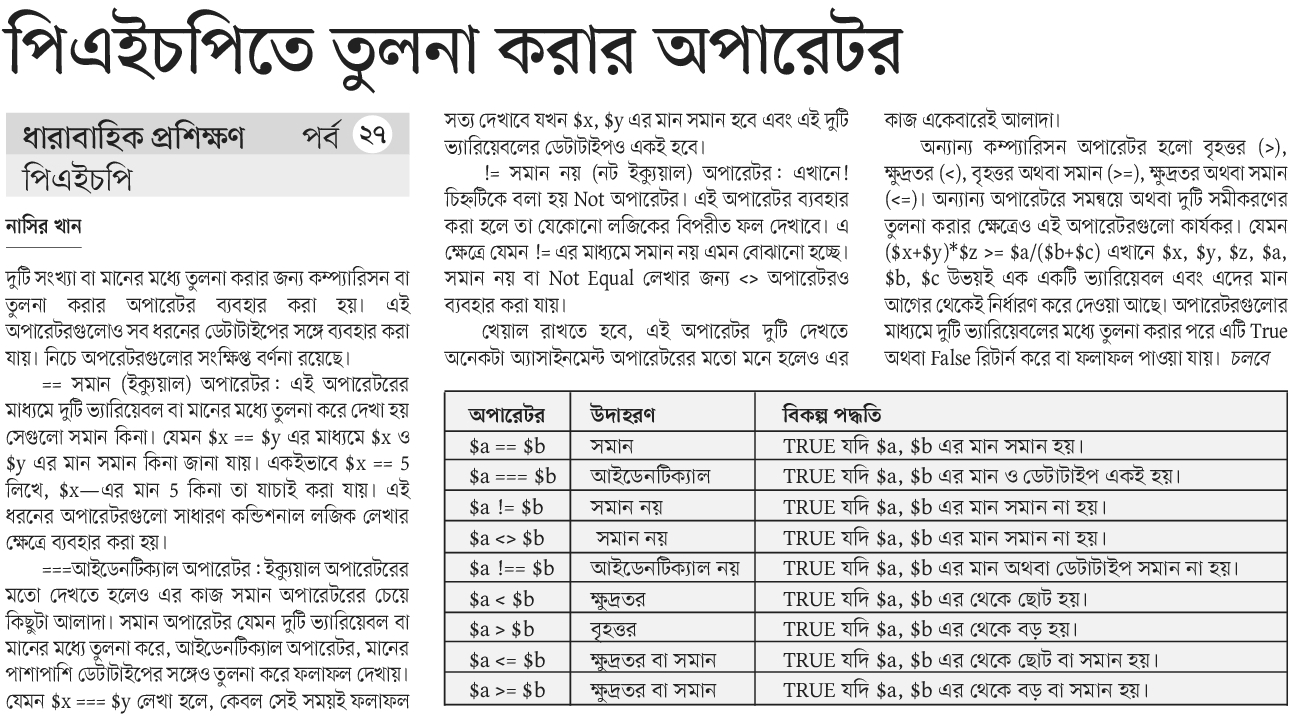 পিএইচপিতে তুলনা করার অপারেটর
ধারাবাহিক প্রশিক্ষণ পর্ব ২৭
পিএইচপি
নাসির খান
দুটি সংখ্যা বা মানের মধ্যে তুলনা করার জন্য কম্প্যারিসন বা
তুলনা করার অপারেটর ব্যবহার করা হয়। এই
অপারেটরগুলোও সব ধরনের ডেটাটাইপের সঙ্গে ব্যবহার করা
যায়। নিচে অপরেটরগুলোর সংক্ষিপ্ত বর্ণনা রয়েছে।
== সমান (ইক্যুয়াল) অপারেটর : এই অপারেটরের
মাধ্যমে দুটি ভ্যারিয়েবল বা মানের মধ্যে তুলনা করে দেখা হয়
সেগুলো সমান কিনা। যেমন $x == $y এর মাধ্যমে $x ও
$y এর মান সমান কিনা জানা যায়। একইভাবে $x == 5
লিখে, $x—এর মান 5 কিনা তা যাচাই করা যায়। এই
ধরনের অপারেটরগুলো সাধারণ কন্ডিশনাল লজিক লেখার
ক্ষেত্রে ব্যবহার করা হয়।
===আইডেনটিক্যাল অপারেটর : ইক্যুয়াল অপারেটরের
মতো দেখতে হলেও এর কাজ সমান অপারেটরের চেয়ে
কিছুটা আলাদা। সমান অপারেটর যেমন দুটি ভ্যারিয়েবল বা
মানের মধ্যে তুলনা করে, আইডেনটিক্যাল অপারেটর, মানের
পাশাপাশি ডেটাটাইপের সঙ্গেও তুলনা করে ফলাফল দেখায়।
যেমন $x === $y লেখা হলে, কেবল সেই সময়ই ফলাফল
সত্য দেখাবে যখন $x, $y এর মান সমান হবে এবং এই দুটি
ভ্যারিয়েবলের ডেটাটাইপও একই হবে।
!= সমান নয় (নট ইক্যুয়াল) অপারেটর : এখানে !
চিহ্নটিকে বলা হয় Not অপারেটর। এই অপারেটর ব্যবহার
করা হলে তা যেকোনো লজিকের বিপরীত ফল দেখাবে। এ
ক্ষেত্রে যেমন != এর মাধ্যমে সমান নয় এমন বোঝানো হচ্ছে।
সমান নয় বা Not Equal লেখার জন্য <> অপারেটরও
ব্যবহার করা যায়।
খেয়াল রাখতে হবে, এই অপারেটর দুটি দেখতে
অনেকটা অ্যাসাইনমেন্ট অপারেটরের মতো মনে হলেও এর
কাজ একেবারেই আলাদা।
অন্যান্য কম্প্যারিসন অপারেটর হলো বৃহত্তর (>),
ক্ষুদ্রতর (<), বৃহত্তর অথবা সমান (>=), ক্ষুদ্রতর অথবা সমান
(<=)। অন্যান্য অপারেটরে সমন্বয়ে অথবা দুটি সমীকরণের
তুলনা করার ক্ষেত্রেও এই অপারেটরগুলো কার্যকর। যেমন
($x+$y)*$z >= $a/($b+$c) এখানে $x, $y, $z, $a,
$b, $c উভয়ই এক একটি ভ্যারিয়েবল এবং এদের মান
আগের থেকেই নির্ধারণ করে দেওয়া আছে। অপারেটরগুলোর
মাধ্যমে দুটি ভ্যারিয়েবলের মধ্যে তুলনা করার পরে এটি True
অথবা False রিটার্ন করে বা ফলাফল পাওয়া যায়। চলবে
অপারেটর উদাহরণ বিকল্প পদ্ধতি
$a == $b সমান TRUE যদি $a, $b এর মান সমান হয়।
$a === $b আইডেনটিক্যাল TRUE যদি $a, $b এর মান ও ডেটাটাইপ একই হয়।
$a != $b সমান নয় TRUE যদি $a, $b এর মান সমান না হয়।
$a <> $b সমান নয় TRUE যদি $a, $b এর মান সমান না হয়।
$a !== $b আইডেনটিক্যাল নয় TRUE যদি $a, $b এর মান অথবা ডেটাটাইপ সমান না হয়।
$a < $b ক্ষুদ্রতর TRUE যদি $a, $b এর থেকে ছোট হয়।
$a > $b বৃহত্তর TRUE যদি $a, $b এর থেকে বড় হয়।
$a <= $b ক্ষুদ্রতর বা সমান TRUE যদি $a, $b এর থেকে ছোট বা সমান হয়।
$a >= $b ক্ষুদ্রতর বা সমান TRUE যদি $a, $b এর থেকে বড় বা সমান হয়।